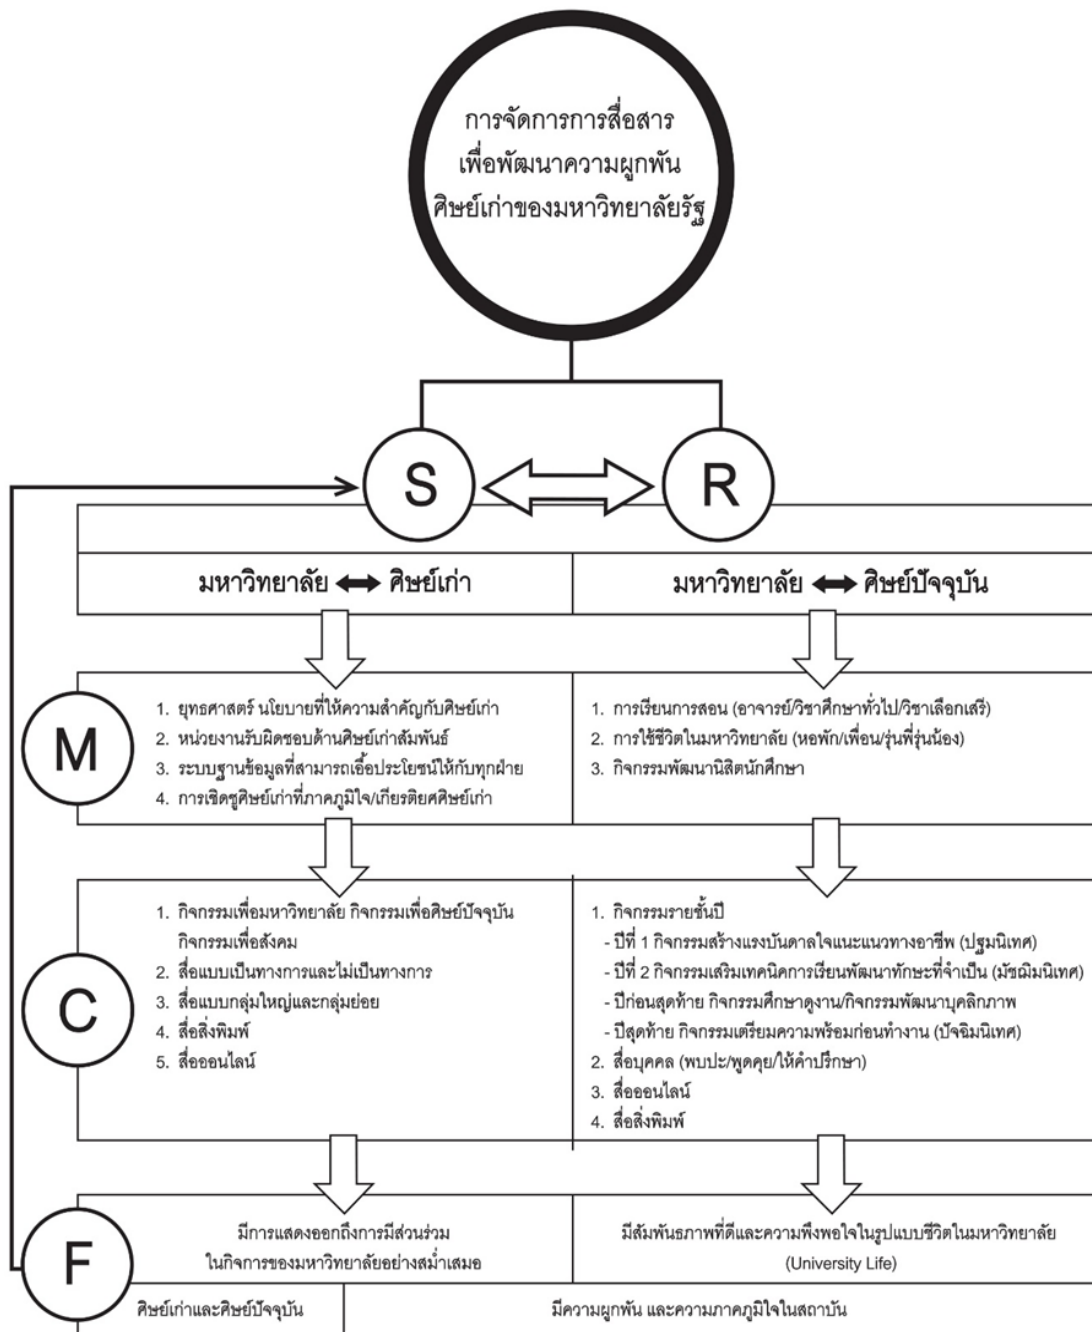 การจัดการการสื่อสาร
เพื่อพัฒนาความผูกพัน
ศิษย์เก่าของมหาวิทยาลัยรัฐ
S
R
มหาวิทยาลัย ศิษย์เก่า
มหาวิทยาลัย ศิษย์ปัจจุบัน
M
1. ยุทธศาสตร์ นโยบายที่ให้ความสำคัญกับศิษย์เก่า
2. หน่วยงานรับผิดชอบด้านศิษย์เก่าสัมพันธ์
3. ระบบฐานข้อมูลที่สามารถเอื้อประโยชน์ให้กับทุกฝ่าย
4. การเชิดชูศิษย์เก่าที่ภาคภูมิใจ/เกียรติยศศิษย์เก่า
1. การเรียนการสอน (อาจารย์/วิชาศึกษาทั่วไป/วิชาเลือกเสรี)
2. การใช้ชีวิตในมหาวิทยาลัย (หอพัก/เพื่อน/รุ่นพี่รุ่นน้อง)
3. กิจกรรมพัฒนานิสิตนักศึกษา
C
1. กิจกรรมเพื่อมหาวิทยาลัย กิจกรรมเพื่อศิษย์ปัจจุบัน
กิจกรรมเพื่อสังคม
2. สื่อแบบเป็นทางการและไม่เป็นทางการ
3. สื่อแบบกลุ่มใหญ่และกลุ่มย่อย
4. สื่อสิ่งพิมพ์
5. สื่อออนไลน์
1. กิจกรรมรายชั้นปี
- ปีที่ 1 กิจกรรมสร้างแรงบันดาลใจแนะแนวทางอาชีพ (ปฐมนิเทศ)
- ปีที่ 2 กิจกรรมเสริมเทคนิคการเรียนพัฒนาทักษะที่จำเป็น (มัชฌิมนิเทศ)
- ปีก่อนสุดท้าย กิจกรรมศึกษาดูงาน/กิจกรรมพัฒนาบุคลิกภาพ
- ปีสุดท้าย กิจกรรมเตรียมความพร้อมก่อนทำงาน (ปัจฉิมนิเทศ)
2. สื่อบุคคล (พบปะ/พูดคุย/ให้คำปรึกษา)
3. สื่อออนไลน์
4. สื่อสิ่งพิมพ์
F
มีการแสดงออกถึงการมีส่วนร่วม
ในกิจการของมหาวิทยาลัยอย่างสม่ำเสมอ
มีสัมพันธภาพที่ดีและความพึงพอใจในรูปแบบชีวิตในมหาวิทยาลัย
(University Life)
ศิษย์เก่าและศิษย์ปัจจุบัน
มีความผูกพัน และความภาคภูมิใจในสถาบัน